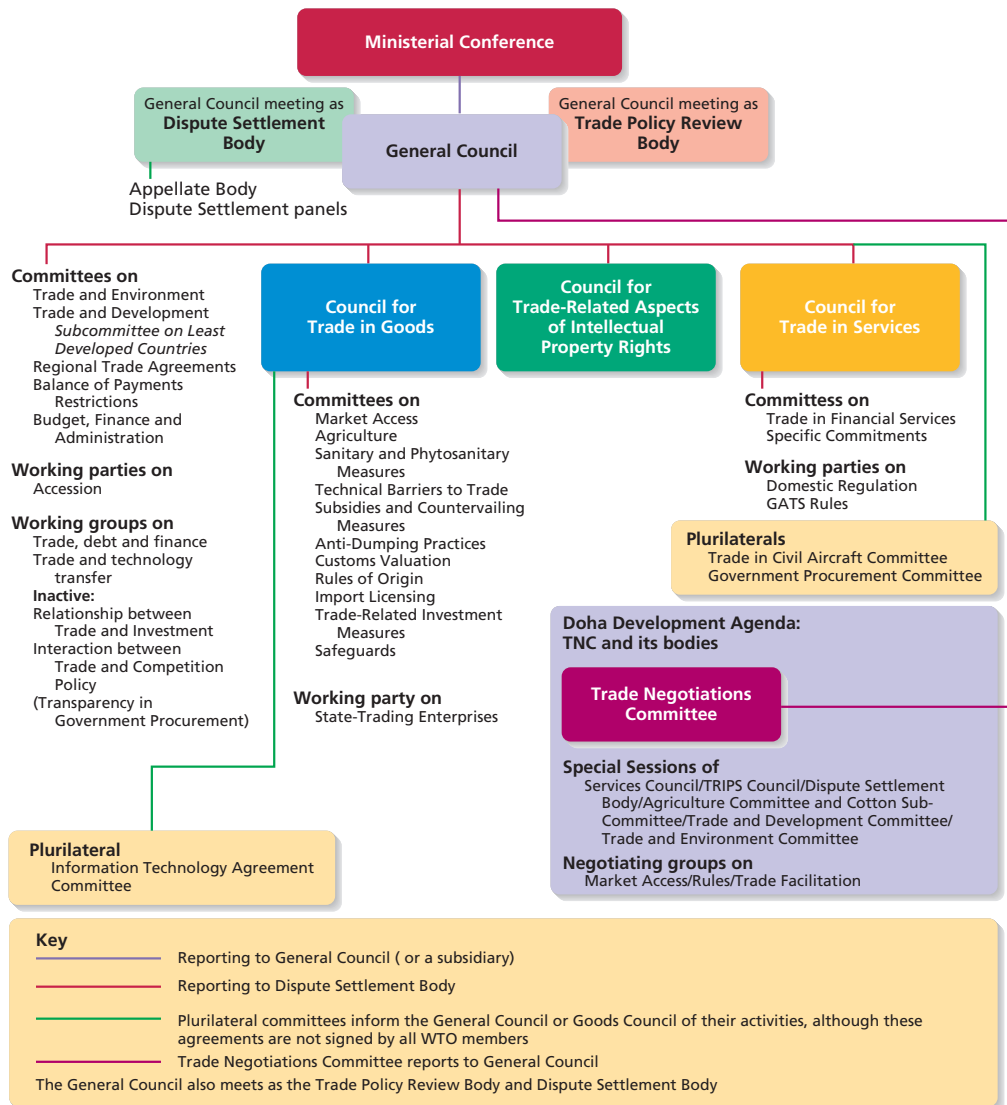 Ministerial Conference
General Council meeting as
Dispute Settlement
Body
General Council
General Council meeting as
Trade Policy Review
Body
Appellate Body
Dispute Settlement panels
Committees on
Trade and Environment
Trade and Development
Subcommittee on Least
Developed Countries
Regional Trade Agreements
Balance of Payments
Restrictions
Budget, Finance and
Administration
Working parties on
Accession
Working groups on
Trade, debt and finance
Trade and technology
transfer
Inactive:
Relationship between
Trade and Investment
Interaction between
Trade and Competition
Policy
(Transparency in
Government Procurement)
Council for
Trade in Goods
Committees on
Market Access
Agriculture
Sanitary and Phytosanitary
Measures
Technical Barriers to Trade
Subsidies and Countervailing
Measures
Anti-Dumping Practices
Customs Valuation
Rules of Origin
Import Licensing
Trade-Related Investment
Measures
Safeguards
Working party on
State-Trading Enterprises
Council for
Trade-Related Aspects
of Intellectual
Property Rights
Council for
Trade in Services
Committess on
Trade in Financial Services
Specific Commitments
Working parties on
Domestic Regulation
GATS Rules
Plurilaterals
Trade in Civil Aircraft Committee
Government Procurement Committee
Doha Development Agenda:
TNC and its bodies
Trade Negotiations
Committee
Special Sessions of
Services Council/TRIPS Council/Dispute Settlement
Body/Agriculture Committee and Cotton Sub-
Committee/Trade and Development Committee/
Trade and Environment Committee
Negotiating groups on
Market Access/Rules/Trade Facilitation
Plurilateral
Information Technology Agreement
Committee
Key
Reporting to General Council ( or a subsidiary)
Reporting to Dispute Settlement Body
Plurilateral committees inform the General Council or Goods Council of their activities, although these
agreements are not signed by all WTO members
Trade Negotiations Committee reports to General Council
The General Council also meets as the Trade Policy Review Body and Dispute Settlement Body